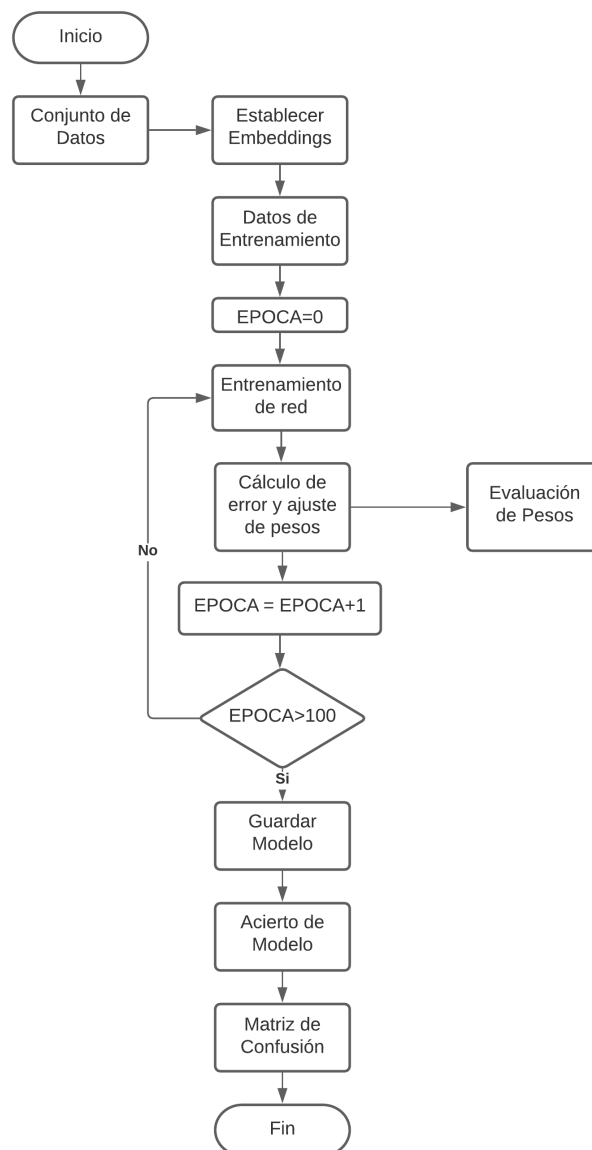 Inicio
Conjunto de
Datos
Establecer
Embeddings
Datos de
Entrenamiento
EPOCA=0
Entrenamiento
de red
Cálculo de
error y ajuste
de pesos
Evaluación
de Pesos
No
EPOCA = EPOCA+1
EPOCA>100
Si
Guardar
Modelo
Acierto de
Modelo
Matriz de
Confusión
Fin